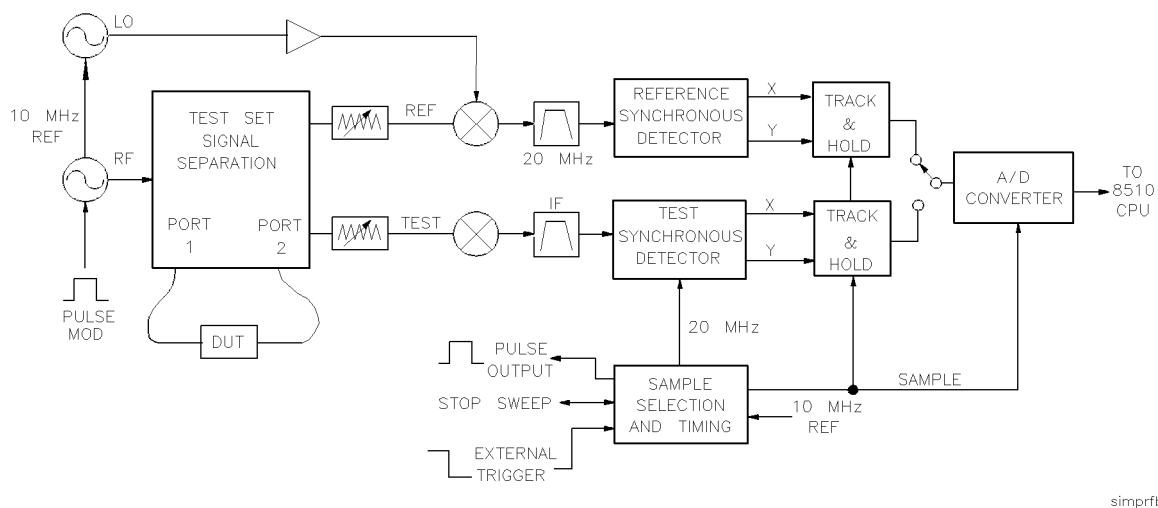 LO
10 MHz
REF
RF
TEST SET
SIGNAL
SEPARATION
PORT
1
PORT
2
PULSE
MOD
DUT
REF
TEST
20 MHz
IF
REFERENCE
SYNCHRONOUS
DETECTOR
X
Y
TRACK
&
HOLD
TEST
SYNCHRONOUS
DETECTOR
X
Y
TRACK
&
HOLD
A/D
CONVERTER
TO
8510
CPU
20 MHz
PULSE
OUTPUT
STOP SWEEP
EXTERNAL
TRIGGER
SAMPLE
SELECTION
AND TIMING
SAMPLE
10 MHz
REF
simprfb